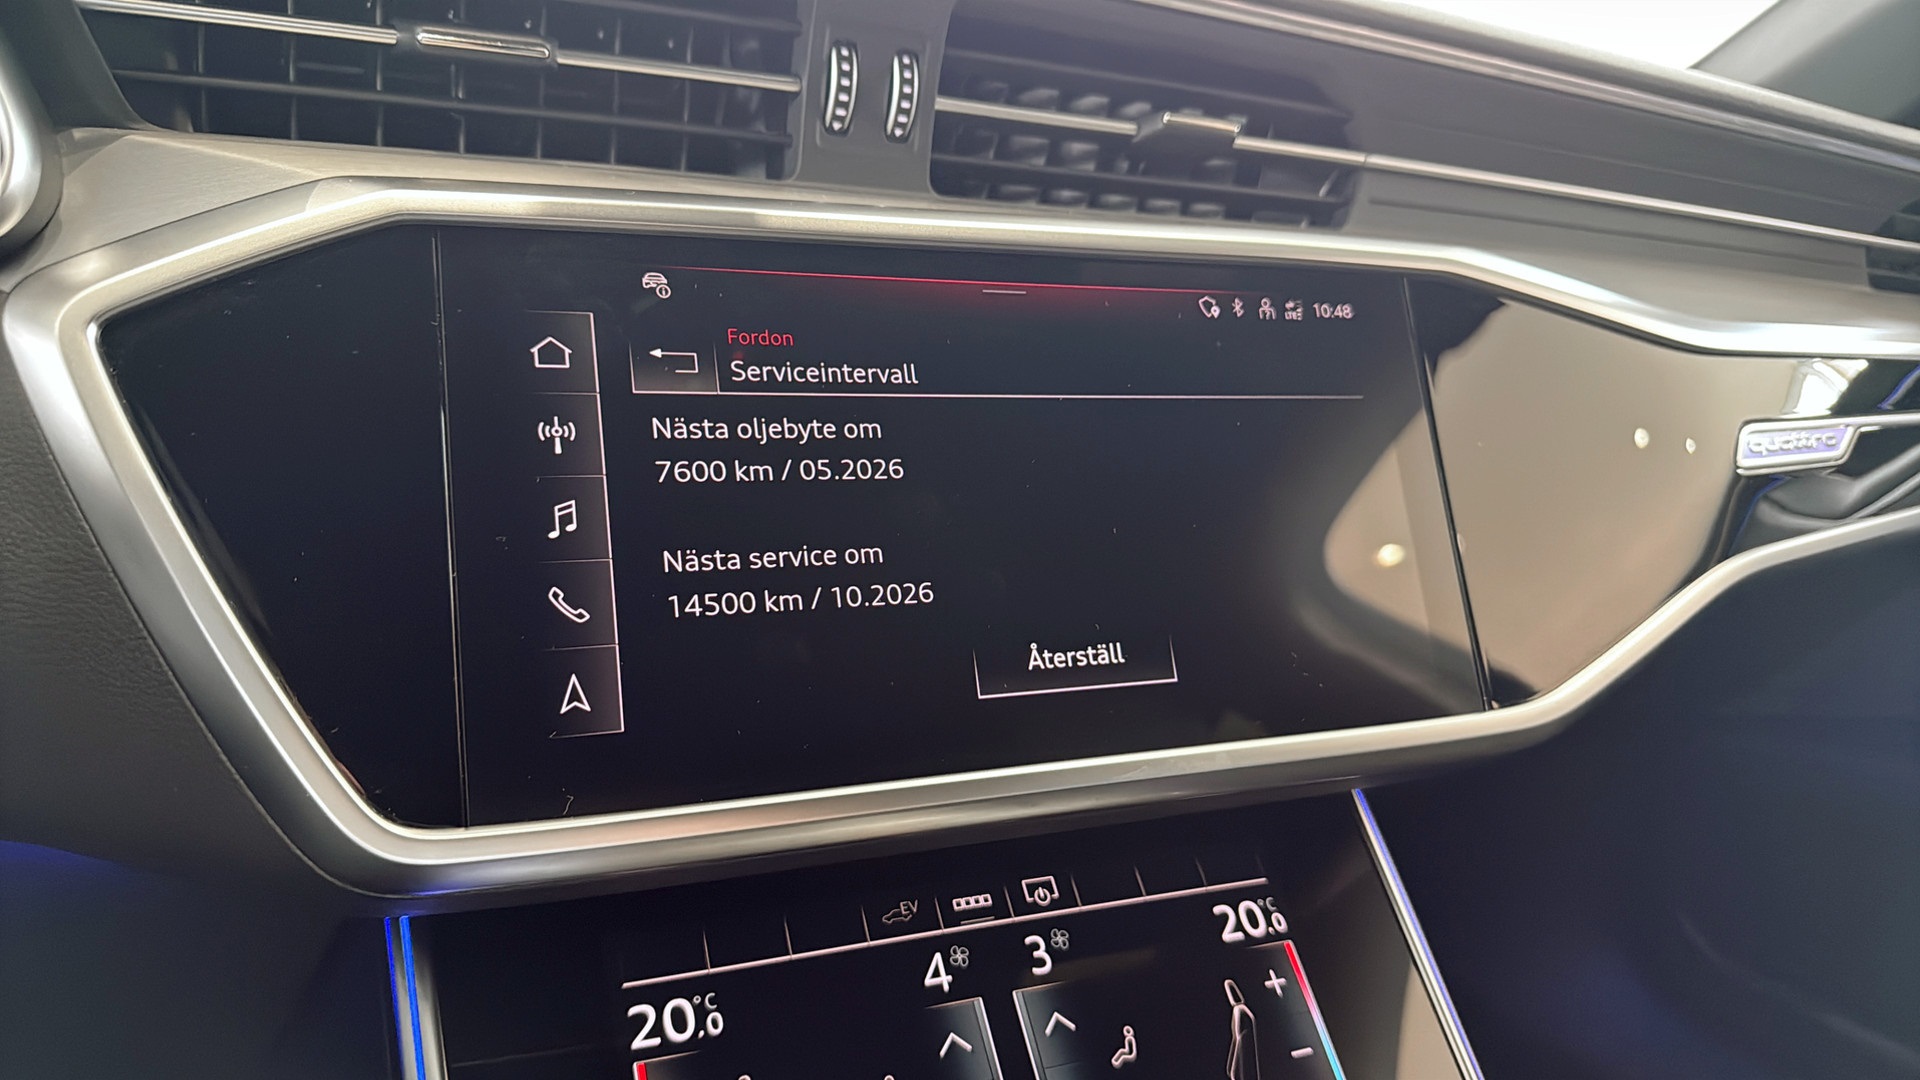 10:48
Fordon
Serviceintervall
Nästa oljebyte om
7600 km / 05.2026
Nästa service om
14500 km / 10.2026
Återställ
quattro
EV
4
3
20.0 °C
20.0 °C